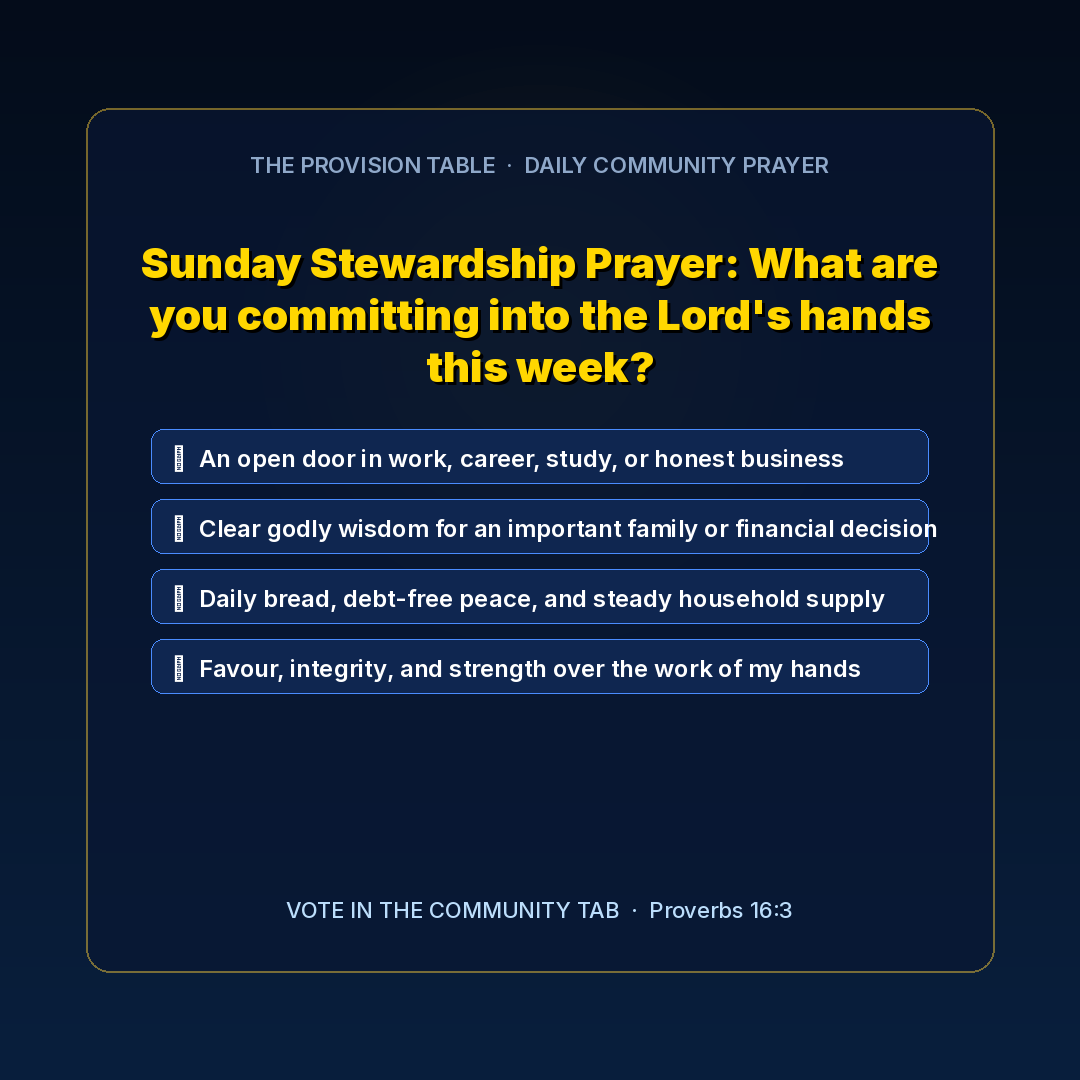 THE PROVISION TABLE · DAILY COMMUNITY PRAYER
Sunday Stewardship Prayer: What are
you committing into the Lord's hands
this week?
An open door in work, career, study, or honest business
Clear godly wisdom for an important family or financial decision
Daily bread, debt-free peace, and steady household supply
Favour, integrity, and strength over the work of my hands
VOTE IN THE COMMUNITY TAB · Proverbs 16:3